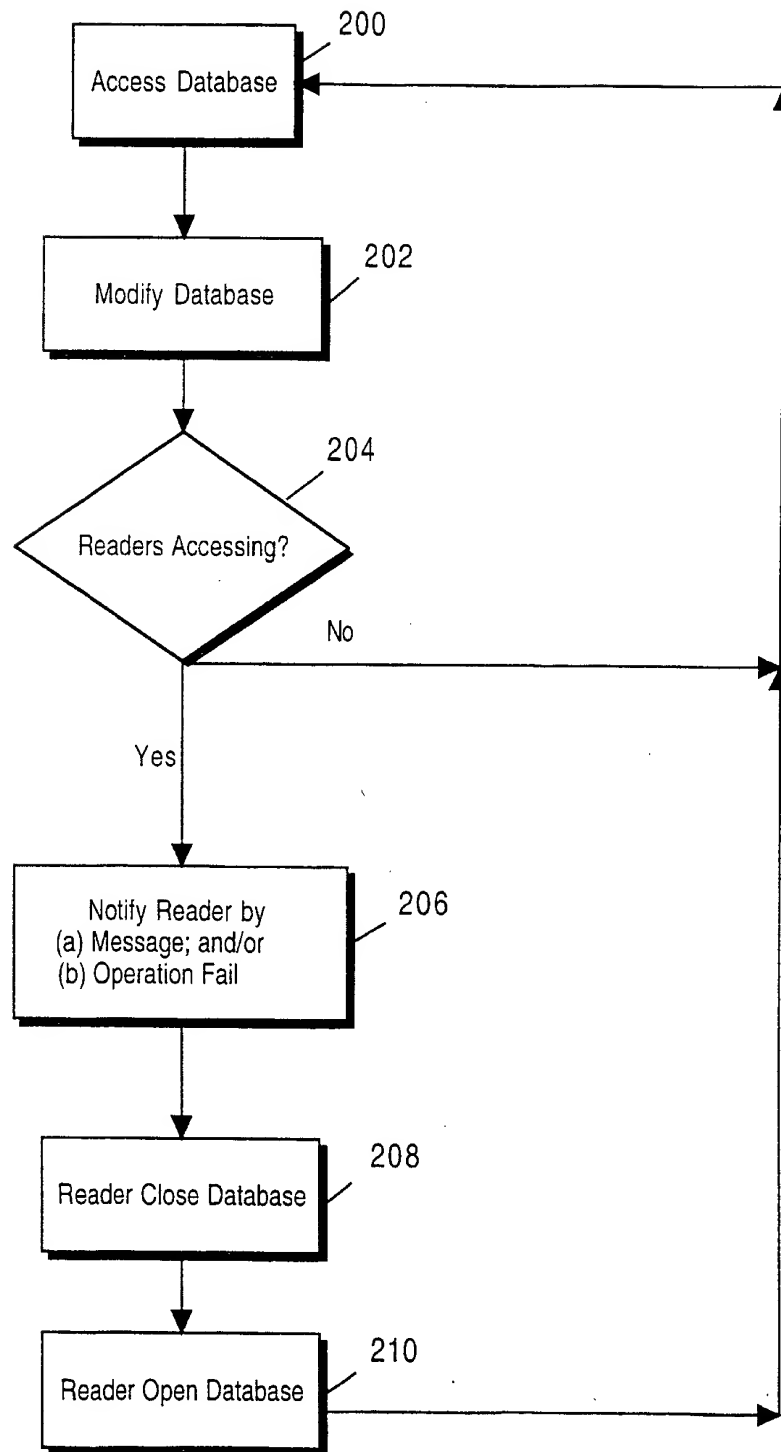 200
Access Database
202
Modify Database
204
Readers Accessing?
No
Yes
206
Notify Reader by
(a) Message; and/or
(b) Operation Fail
208
Reader Close Database
210
Reader Open Database